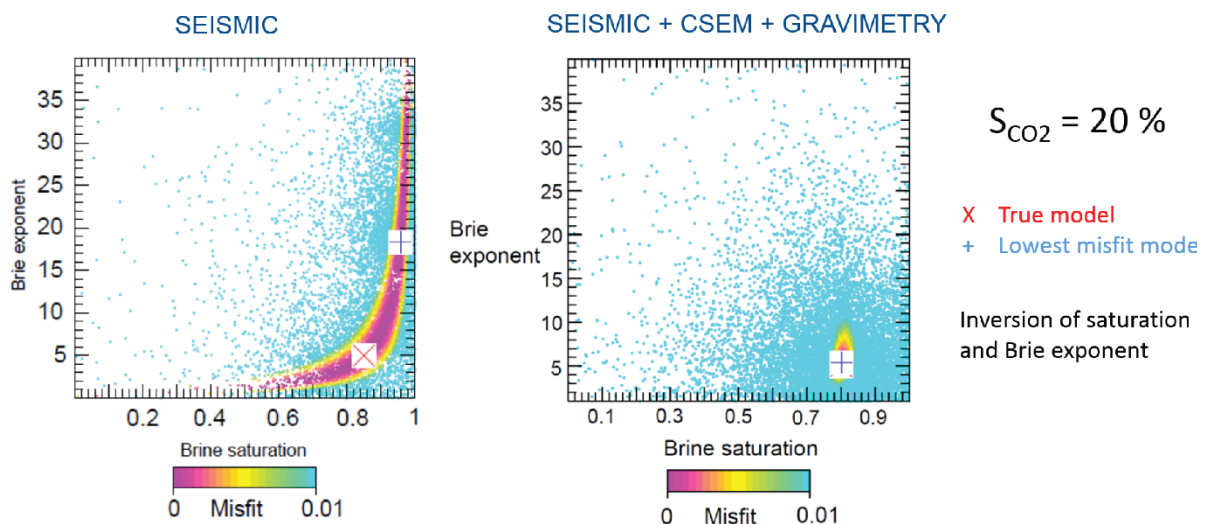 SEISMIC
SEISMIC + CSEM + GRAVIMETRY
Brie exponent
35
30
25
20
15
10
5
0.2
0.4
0.6
0.8
1
Brine saturation
0
Misfit
0.01
Brie
exponent
35
30
25
20
15
10
5
0.1
0.3
0.5
0.7
0.9
Brine saturation
0
Misfit
0.01
SCO2 = 20 %
X True model
+ Lowest misfit mode
Inversion of saturation
and Brie exponent